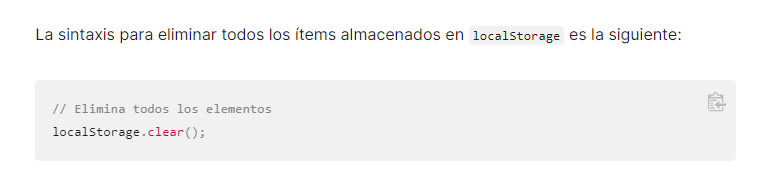 La sintaxis para eliminar todos los ítems almacenados en localStorage es la siguiente:
// Elimina todos los elementos
localStorage.clear();